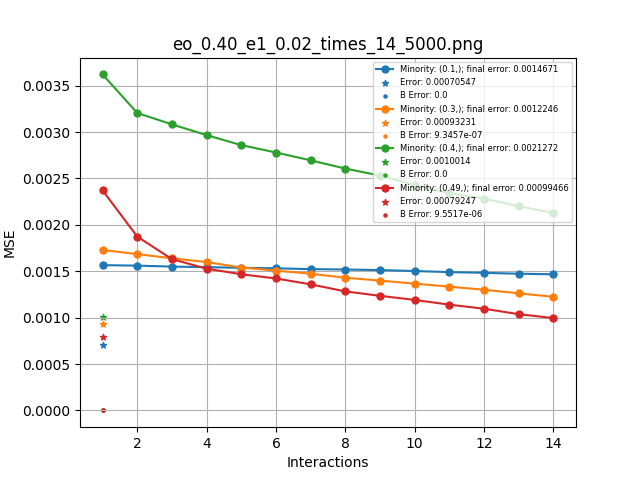 eo_0.40_e1_0.02_times_14_5000.png
Minority: (0.1,); final error: 0.0014671
Error: 0.00070547
B Error: 0.0
Minority: (0.3,); final error: 0.0012246
Error: 0.00093231
B Error: 9.3457e-07
Minority: (0.4,); final error: 0.0021272
Error: 0.0010014
B Error: 0.0
Minority: (0.49,); final error: 0.00099466
Error: 0.00079247
B Error: 9.5517e-06
MSE
0.0035
0.0030
0.0025
0.0020
0.0015
0.0010
0.0005
0.0000
2 4 6 8 10 12 14
Interactions